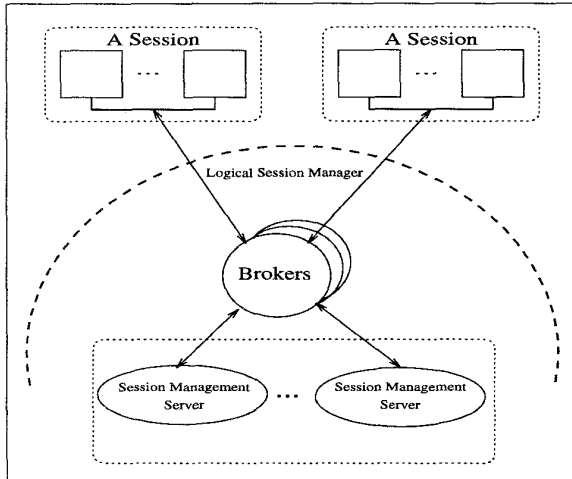 A Session
A Session
...
...
Logical Session Manager
Brokers
Session Management
Server
...
Session Management
Server